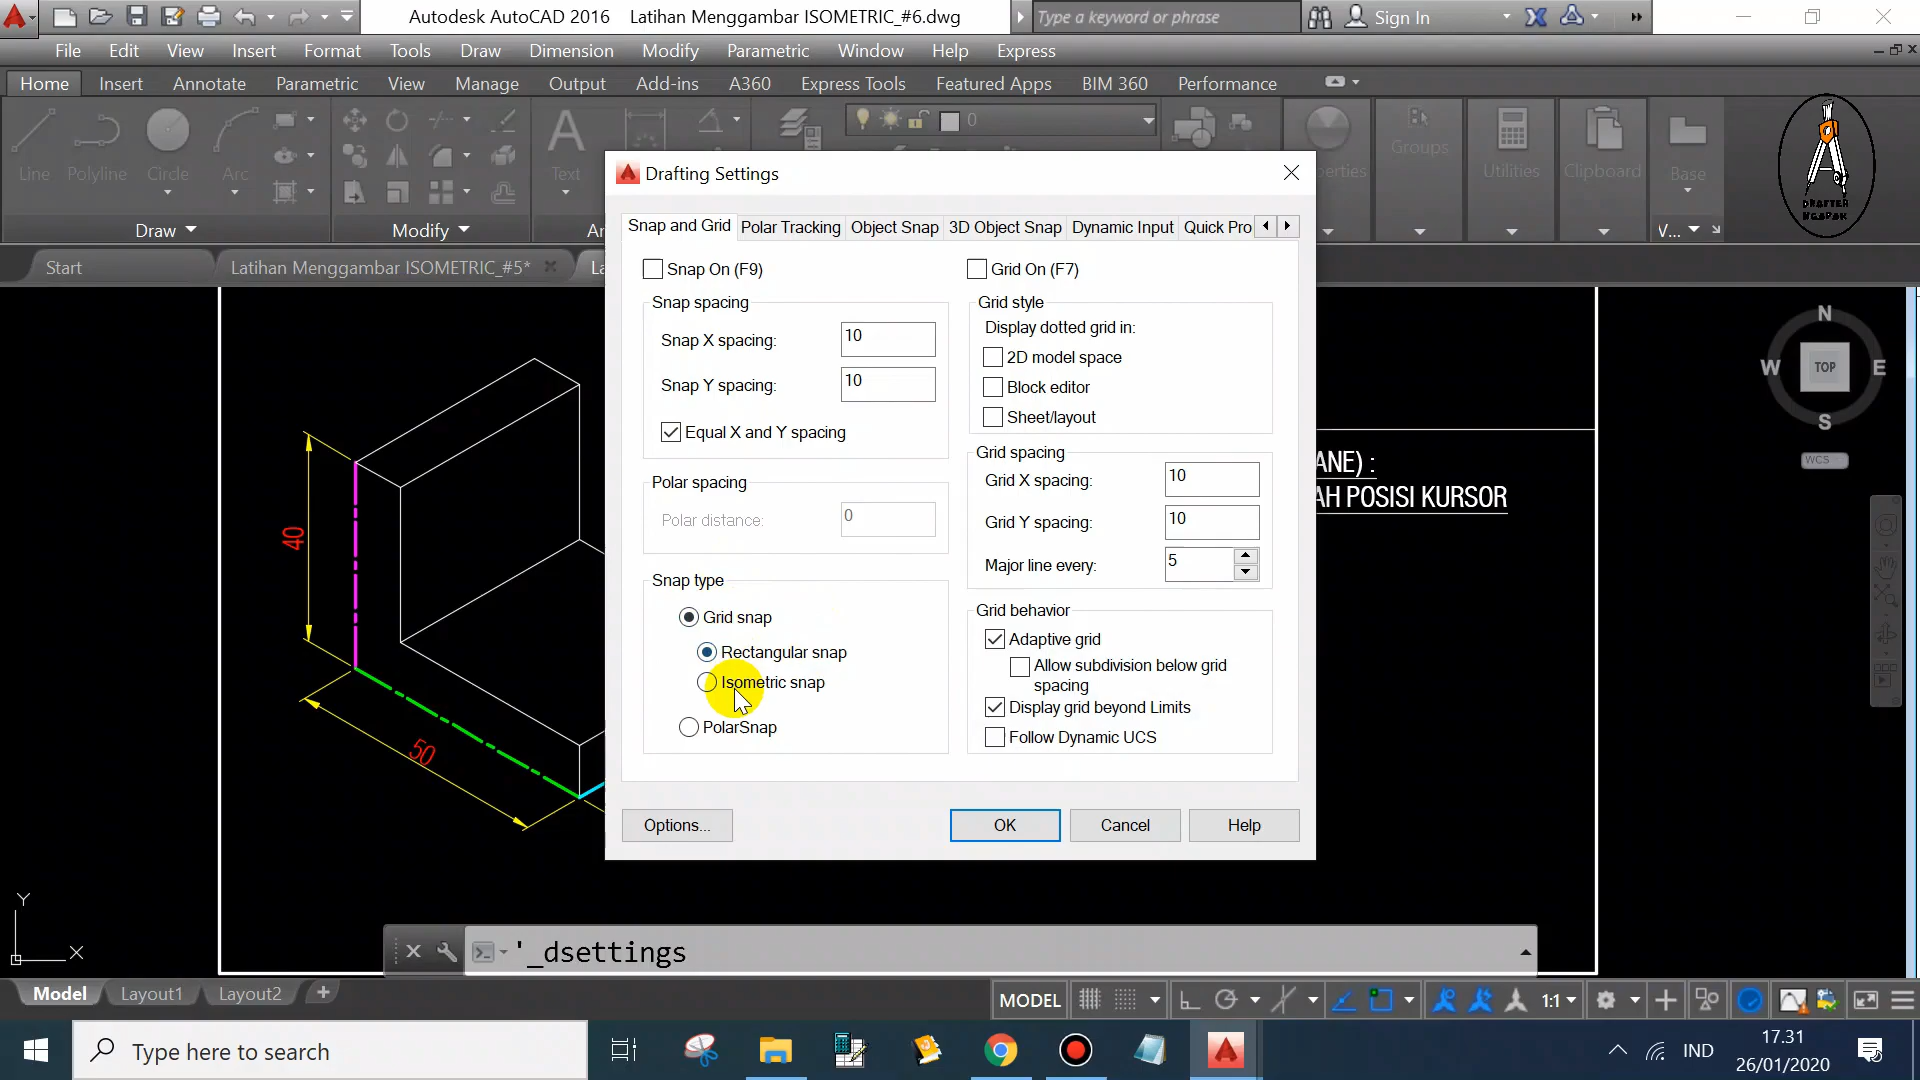 Autodesk AutoCAD 2016 Latihan Menggambar ISOMETRIC_#6.dwg
Type a keyword or phrase
Sign In
File Edit View Insert Format Tools Draw Dimension Modify Parametric Window Help Express
Home Insert Annotate Parametric View Manage Output Add-ins A360 Express Tools Featured Apps BIM 360 Performance
0
Line Polyline Circle Arc Text Groups Utilities Clipboard Base
Draw Modify V...
DRAFTER
NGAPAK
Start Latihan Menggambar ISOMETRIC_#5*
Drafting Settings
Snap and Grid Polar Tracking Object Snap 3D Object Snap Dynamic Input Quick Pro
Snap On (F9)
Snap spacing
Snap X spacing: 10
Snap Y spacing: 10
Equal X and Y spacing
Polar spacing
Polar distance: 0
Snap type
Grid snap
Rectangular snap
Isometric snap
PolarSnap
Grid On (F7)
Grid style
Display dotted grid in:
2D model space
Block editor
Sheet/layout
Grid spacing
Grid X spacing: 10
Grid Y spacing: 10
Major line every: 5
Grid behavior
Adaptive grid
Allow subdivision below grid
spacing
Display grid beyond Limits
Follow Dynamic UCS
Options... OK Cancel Help
40
50
ANE) :
AH POSISI KURSOR
N
W TOP E
S
WCS
Y
X
'_dsettings
Model Layout1 Layout2 +
MODEL 1:1
Type here to search
IND
17.31
26/01/2020